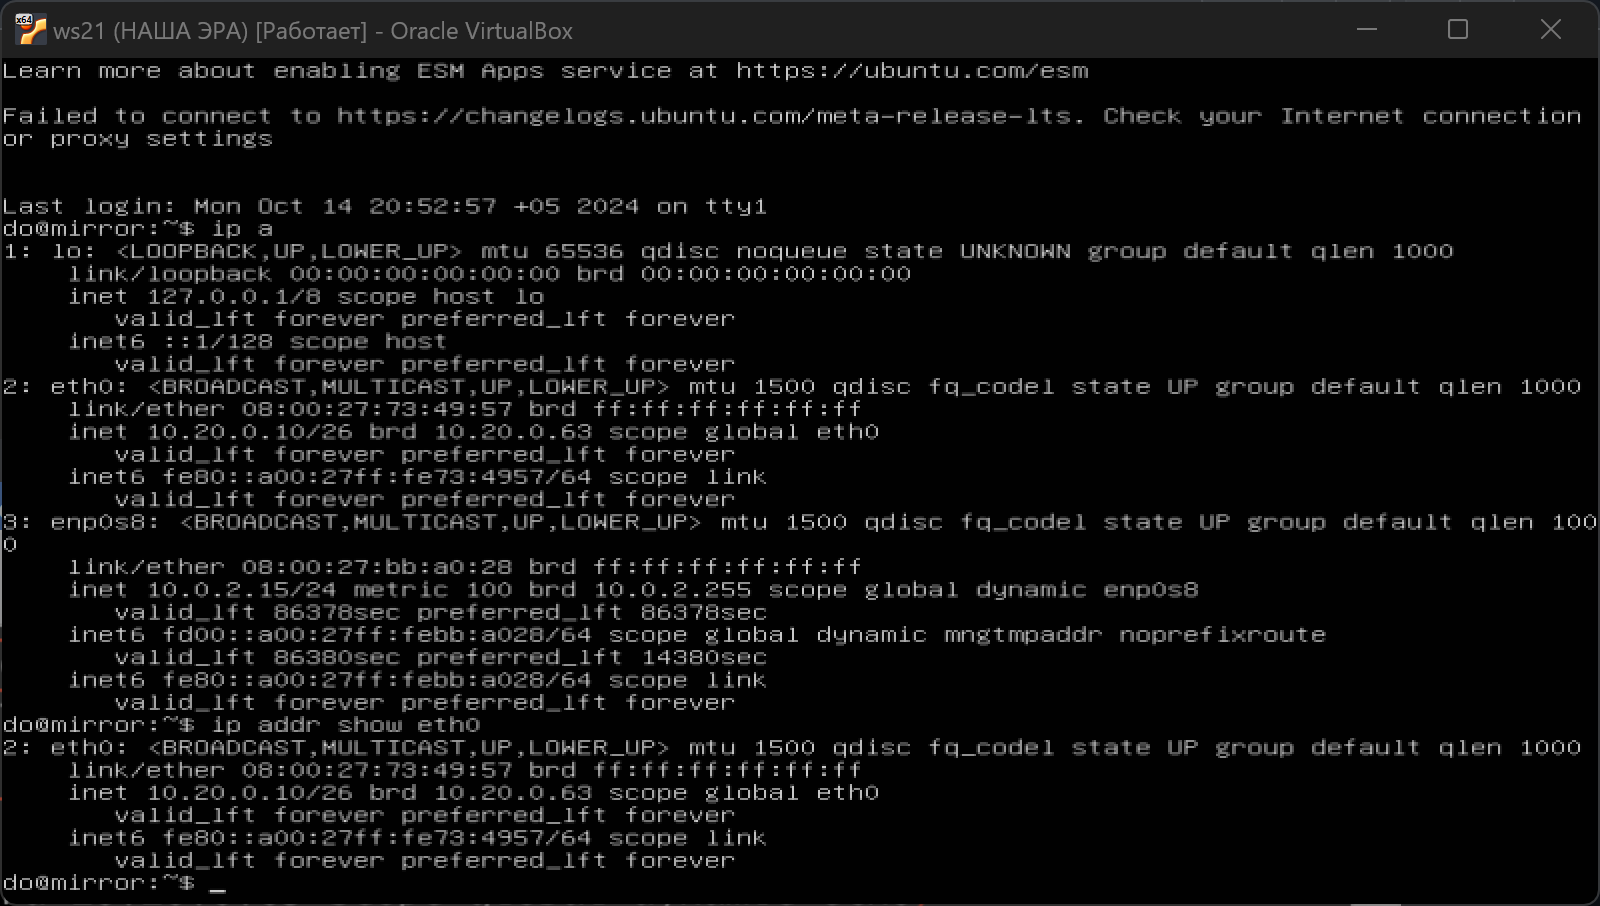 ws21 (НАША ЭРА) [Работает] - Oracle VirtualBox
Learn more about enabling ESM Apps service at https://ubuntu.com/esm
Failed to connect to https://changelogs.ubuntu.com/meta-release-lts. Check your Internet connection
or proxy settings
Last login: Mon Oct 14 20:52:57 +05 2024 on tty1
do@mirror:~$ ip a
1: lo: <LOOPBACK,UP,LOWER_UP> mtu 65536 qdisc noqueue state UNKNOWN group default qlen 1000
    link/loopback 00:00:00:00:00:00 brd 00:00:00:00:00:00
    inet 127.0.0.1/8 scope host lo
       valid_lft forever preferred_lft forever
    inet6 ::1/128 scope host
       valid_lft forever preferred_lft forever
2: eth0: <BROADCAST,MULTICAST,UP,LOWER_UP> mtu 1500 qdisc fq_codel state UP group default qlen 1000
    link/ether 08:00:27:73:49:57 brd ff:ff:ff:ff:ff:ff
    inet 10.20.0.10/26 brd 10.20.0.63 scope global eth0
       valid_lft forever preferred_lft forever
    inet6 fe80::a00:27ff:fe73:4957/64 scope link
       valid_lft forever preferred_lft forever
3: enp0s8: <BROADCAST,MULTICAST,UP,LOWER_UP> mtu 1500 qdisc fq_codel state UP group default qlen 100
0
    link/ether 08:00:27:bb:a0:28 brd ff:ff:ff:ff:ff:ff
    inet 10.0.2.15/24 metric 100 brd 10.0.2.255 scope global dynamic enp0s8
       valid_lft 86378sec preferred_lft 86378sec
    inet6 fd00::a00:27ff:febb:a028/64 scope global dynamic mngtmpaddr noprefixroute
       valid_lft 86380sec preferred_lft 14380sec
    inet6 fe80::a00:27ff:febb:a028/64 scope link
       valid_lft forever preferred_lft forever
do@mirror:~$ ip addr show eth0
2: eth0: <BROADCAST,MULTICAST,UP,LOWER_UP> mtu 1500 qdisc fq_codel state UP group default qlen 1000
    link/ether 08:00:27:73:49:57 brd ff:ff:ff:ff:ff:ff
    inet 10.20.0.10/26 brd 10.20.0.63 scope global eth0
       valid_lft forever preferred_lft forever
    inet6 fe80::a00:27ff:fe73:4957/64 scope link
       valid_lft forever preferred_lft forever
do@mirror:~$ _